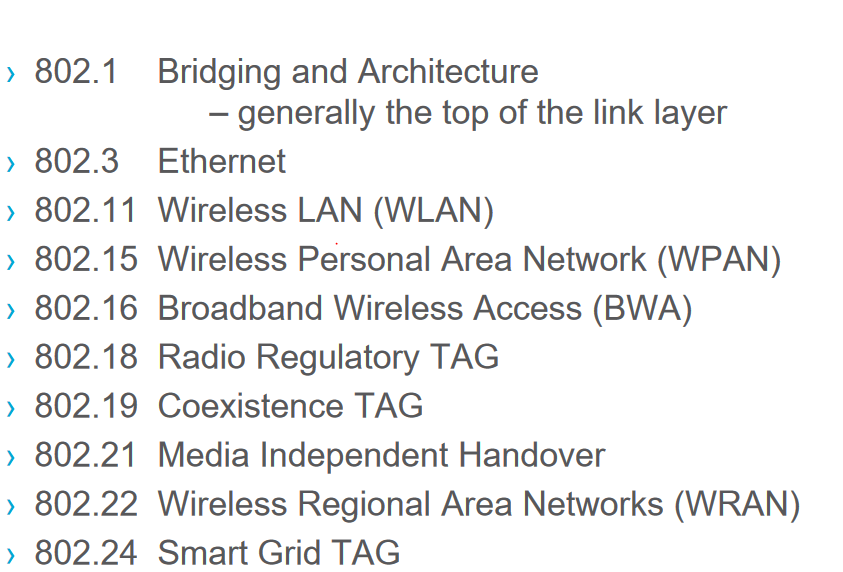 › 802.1 Bridging and Architecture
– generally the top of the link layer
› 802.3 Ethernet
› 802.11 Wireless LAN (WLAN)
› 802.15 Wireless Personal Area Network (WPAN)
› 802.16 Broadband Wireless Access (BWA)
› 802.18 Radio Regulatory TAG
› 802.19 Coexistence TAG
› 802.21 Media Independent Handover
› 802.22 Wireless Regional Area Networks (WRAN)
› 802.24 Smart Grid TAG